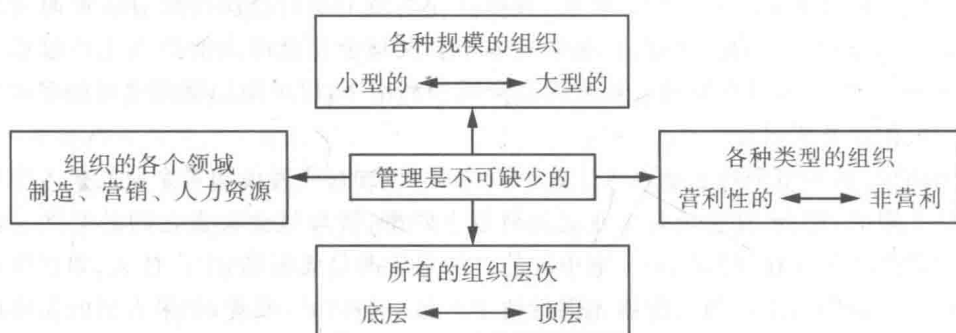 各种规模的组织
小型的 大型的
组织的各个领域
制造、营销、人力资源
管理是不可缺少的
各种类型的组织
营利性的 非营利
所有的组织层次
底层 顶层